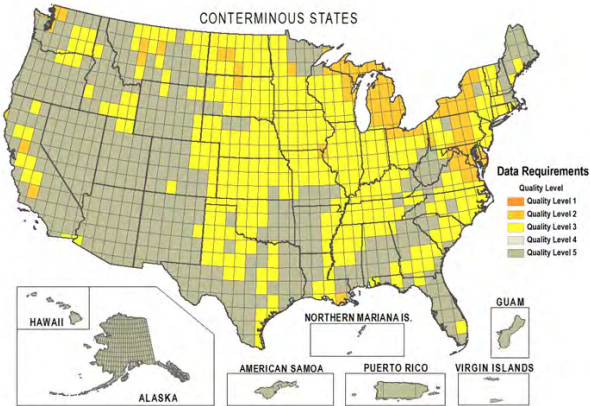 CONTERMINOUS STATES
Data Requirements
Quality Level
Quality Level 1
Quality Level 2
Quality Level 3
Quality Level 4
Quality Level 5
HAWAII
ALASKA
NORTHERN MARIANA IS.
GUAM
AMERICAN SAMOA
PUERTO RICO
VIRGIN ISLANDS